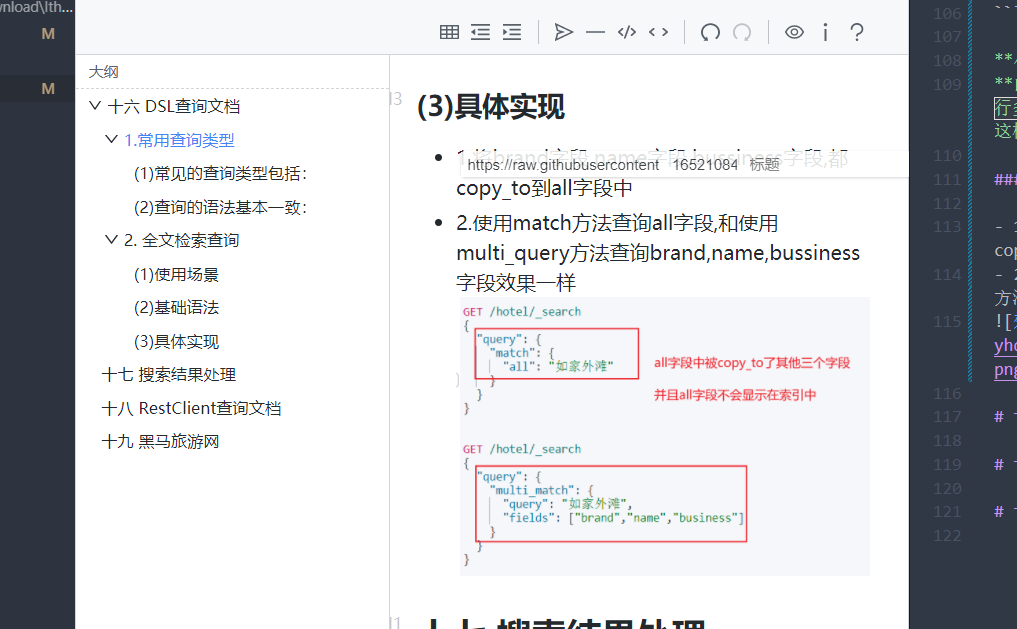 wnload\lth...
M
M
大纲
十六 DSL查询文档
1.常用查询类型
(1)常见的查询类型包括：
(2)查询的语法基本一致：
2. 全文检索查询
(1)使用场景
(2)基础语法
(3)具体实现
十七 搜索结果处理
十八 RestClient查询文档
十九 黑马旅游网
(3)具体实现
1.将brand字段,name字段,bussiness字段,都
https://raw.githubusercontent 16521084 标题
copy_to到all字段中
2.使用match方法查询all字段,和使用
multi_query方法查询brand,name,bussiness
字段效果一样
GET /hotel/_search
{
"query": {
"match": {
"all": "如家外滩"
}
}
}
all字段中被copy_to了其他三个字段
并且all字段不会显示在索引中
GET /hotel/_search
{
"query": {
"multi_match": {
"query": "如家外滩",
"fields": ["brand","name","business"]
}
}
}
十七 搜索结果处理
106
107
108 **
109 **
行
这
110
111 ##
112
113 - 1
cop
114 - 2
方法
115 ![
yho
png
116
117 #
118
119 #
120
121 #
122